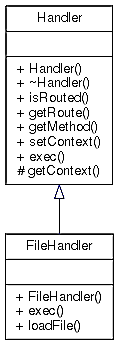 Handler
+ Handler()
+ ~Handler()
+ isRouted()
+ getRoute()
+ getMethod()
+ setContext()
+ exec()
# getContext()
FileHandler
+ FileHandler()
+ exec()
+ loadFile()